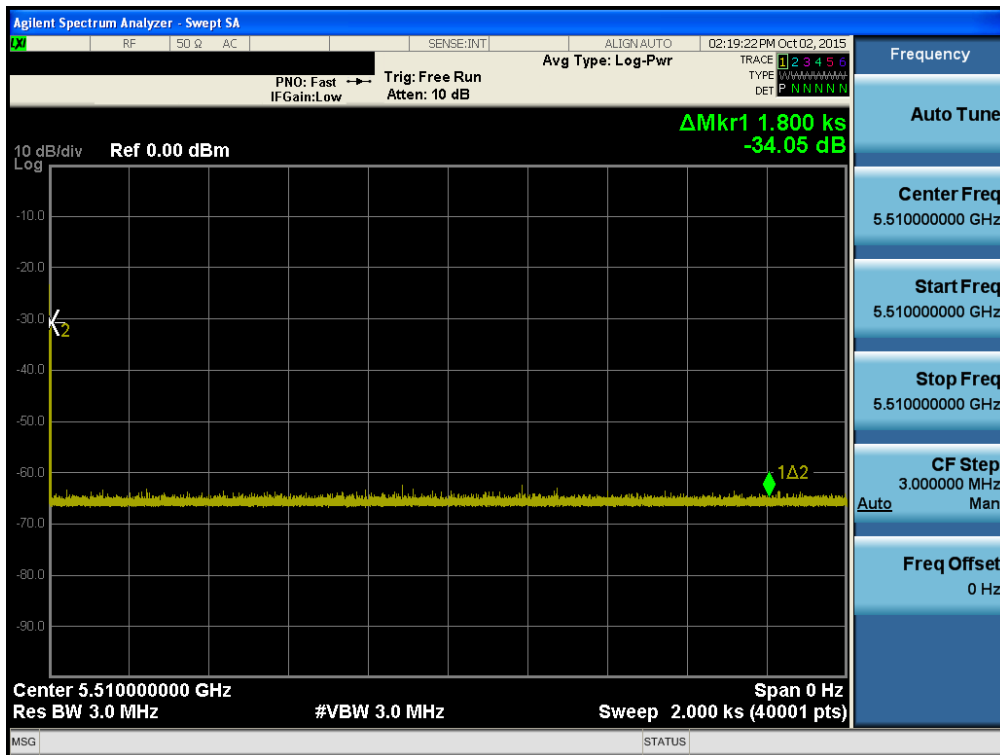 Agilent Spectrum Analyzer - Swept SA
LXI RF 50 Ω AC SENSE:INT ALIGN AUTO 02:19:22 PM Oct 02, 2015
PNO: Fast
IFGain:Low
Trig: Free Run
Atten: 10 dB
Avg Type: Log-Pwr
TRACE 1 2 3 4 5 6
TYPE
DET P N N N N N
ΔMkr1 1.800 ks
-34.05 dB
10 dB/div
Log
Ref 0.00 dBm
-10.0
-20.0
-30.0
-40.0
-50.0
-60.0
-70.0
-80.0
-90.0
2
1Δ2
Center 5.510000000 GHz
Span 0 Hz
Res BW 3.0 MHz
#VBW 3.0 MHz
Sweep 2.000 ks (40001 pts)
MSG
STATUS
Frequency
Auto Tune
Center Freq
5.510000000 GHz
Start Freq
5.510000000 GHz
Stop Freq
5.510000000 GHz
CF Step
3.000000 MHz
Auto Man
Freq Offset
0 Hz